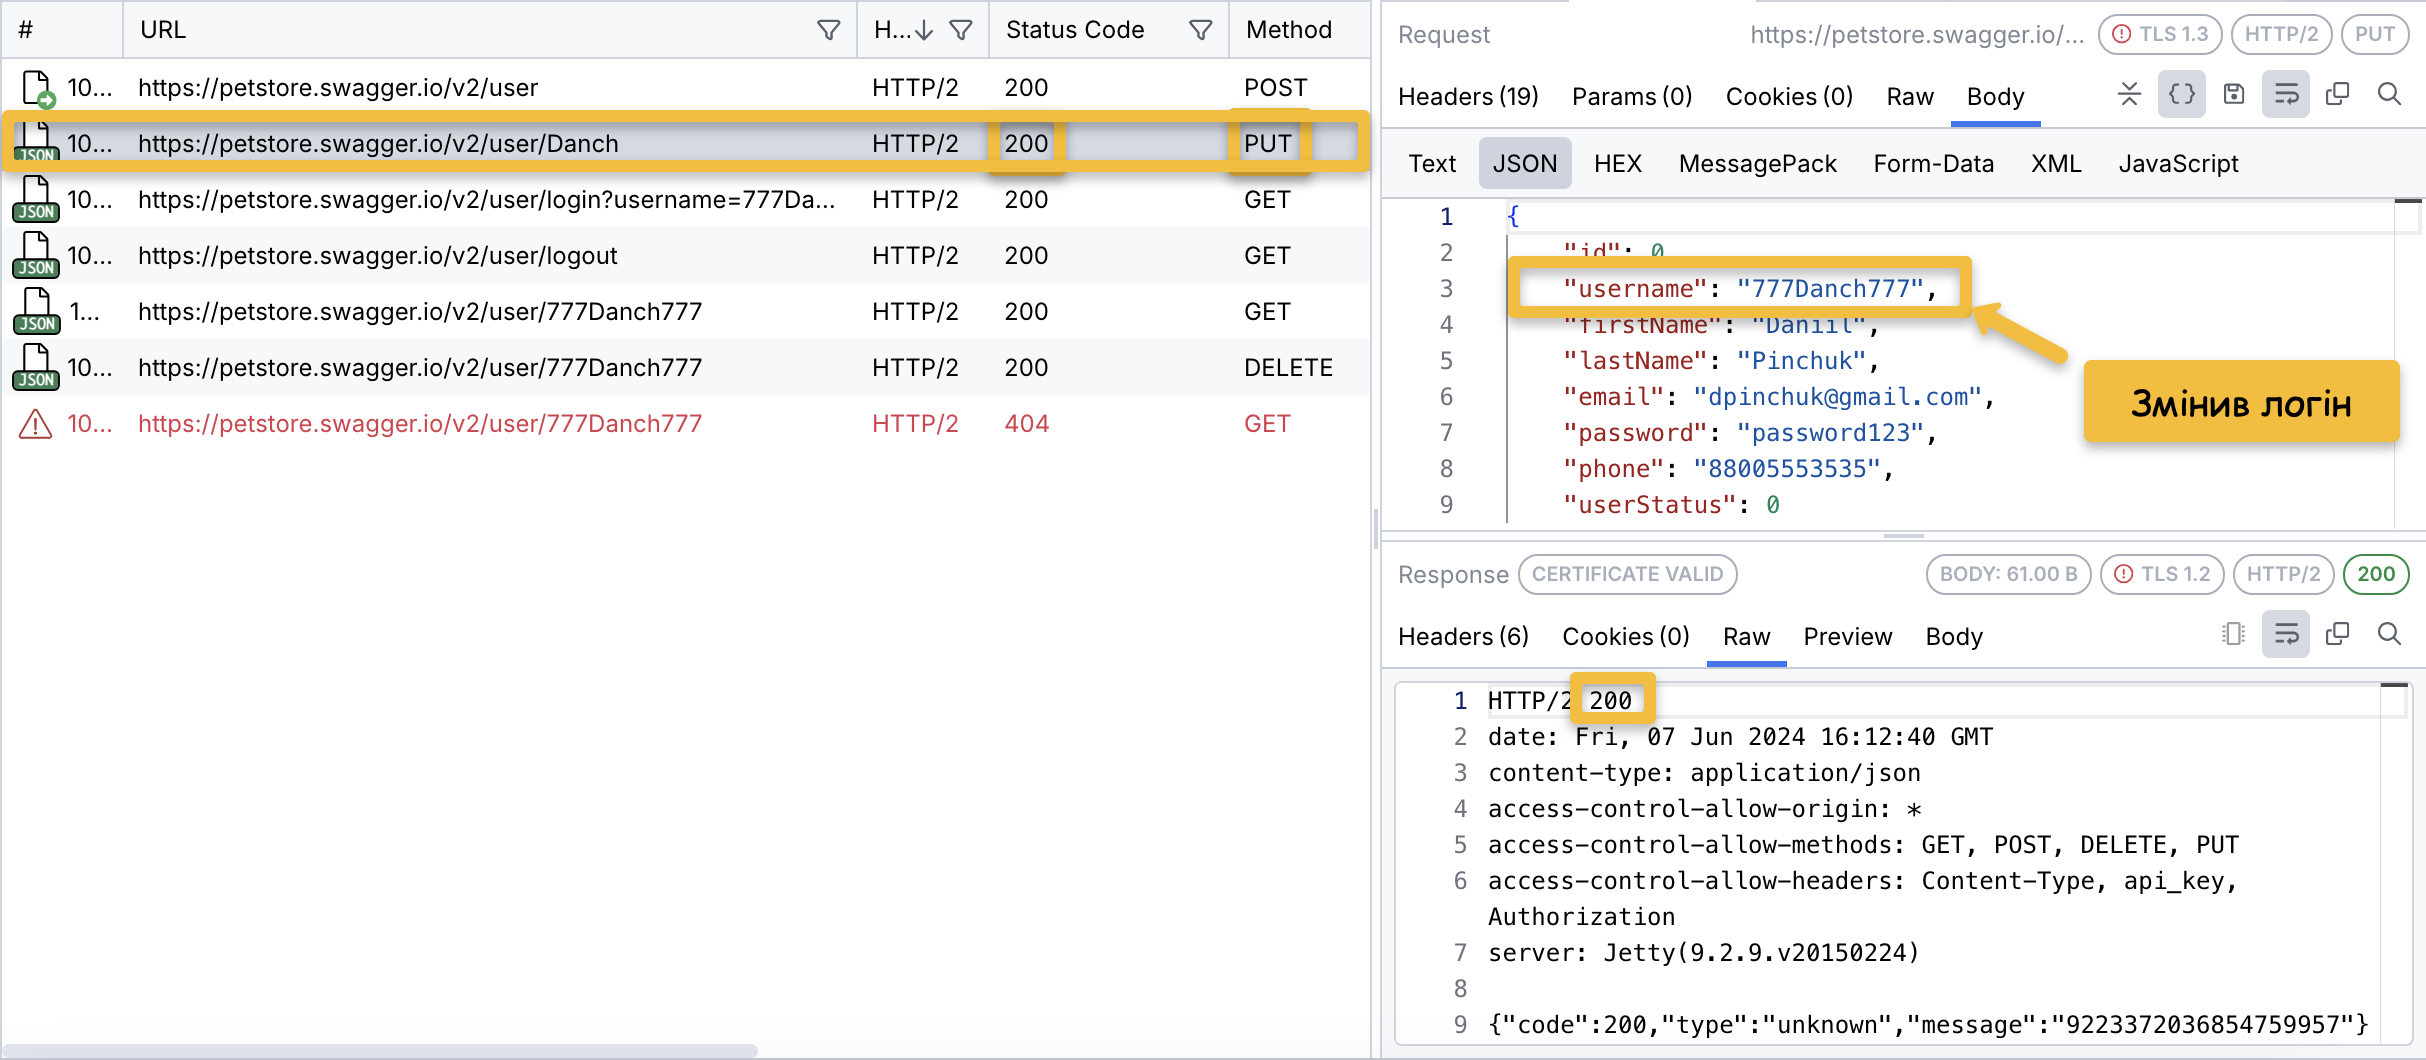 # URL H... Status Code Method
10... https://petstore.swagger.io/v2/user HTTP/2 200 POST
JSON 10... https://petstore.swagger.io/v2/user/Danch HTTP/2 200 PUT
JSON 10... https://petstore.swagger.io/v2/user/login?username=777Da... HTTP/2 200 GET
JSON 10... https://petstore.swagger.io/v2/user/logout HTTP/2 200 GET
JSON 1... https://petstore.swagger.io/v2/user/777Danch777 HTTP/2 200 GET
JSON 10... https://petstore.swagger.io/v2/user/777Danch777 HTTP/2 200 DELETE
10... https://petstore.swagger.io/v2/user/777Danch777 HTTP/2 404 GET
Request https://petstore.swagger.io/... TLS 1.3 HTTP/2 PUT
Headers (19) Params (0) Cookies (0) Raw Body
Text JSON HEX MessagePack Form-Data XML JavaScript
1 {
2 "id": 0
3 "username": "777Danch777",
4 "firstName": "Daniil",
5 "lastName": "Pinchuk",
6 "email": "dpinchuk@gmail.com",
7 "password": "password123",
8 "phone": "88005553535",
9 "userStatus": 0
Змінив логін
Response CERTIFICATE VALID BODY: 61.00 B TLS 1.2 HTTP/2 200
Headers (6) Cookies (0) Raw Preview Body
1 HTTP/2 200
2 date: Fri, 07 Jun 2024 16:12:40 GMT
3 content-type: application/json
4 access-control-allow-origin: *
5 access-control-allow-methods: GET, POST, DELETE, PUT
6 access-control-allow-headers: Content-Type, api_key,
Authorization
7 server: Jetty(9.2.9.v20150224)
8
9 {"code":200,"type":"unknown","message":"9223372036854759957"}